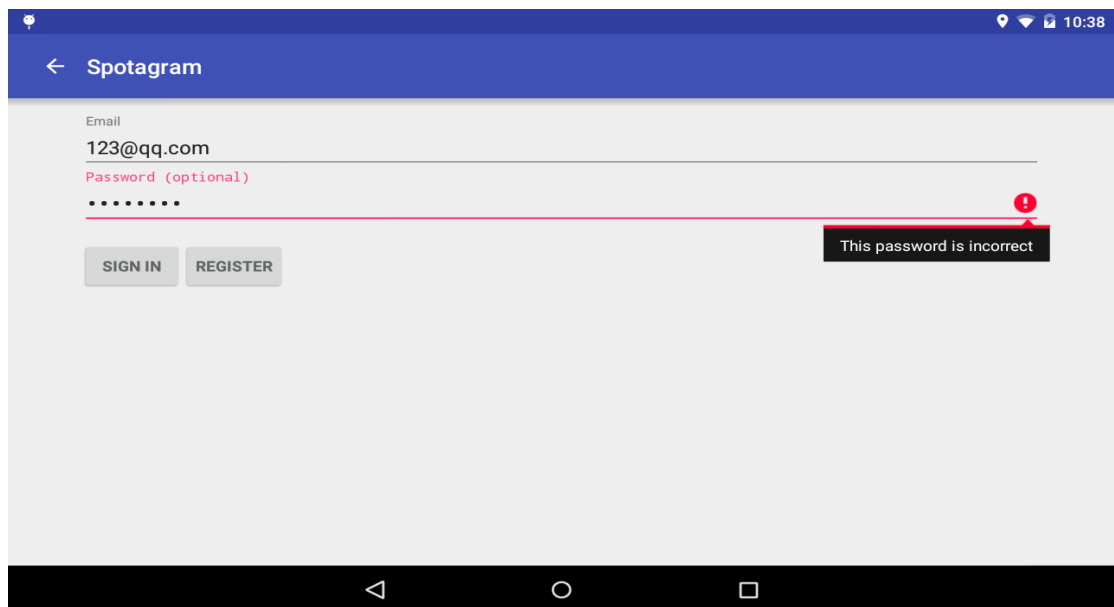 10:38
Spotagram
Email
123@qq.com
Password (optional)
••••••••
This password is incorrect
SIGN IN REGISTER